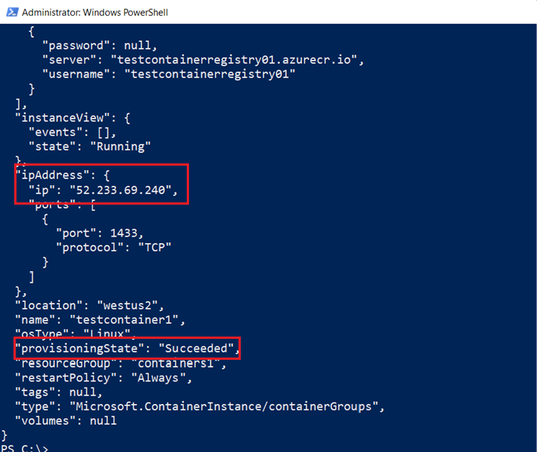 Administrator: Windows PowerShell
{
"password": null,
"server": "testcontainerregistry01.azurecr.io",
"username": "testcontainerregistry01"
}
],
"instanceView": {
"events": [],
"state": "Running"
},
"ipAddress": {
"ip": "52.233.69.240",
"ports": [
{
"port": 1433,
"protocol": "TCP"
}
]
},
"location": "westus2",
"name": "testcontainer1",
"osType": "Linux",
"provisioningState": "Succeeded",
"resourceGroup": "containers1",
"restartPolicy": "Always",
"tags": null,
"type": "Microsoft.ContainerInstance/containerGroups",
"volumes": null
}
PS C:\>